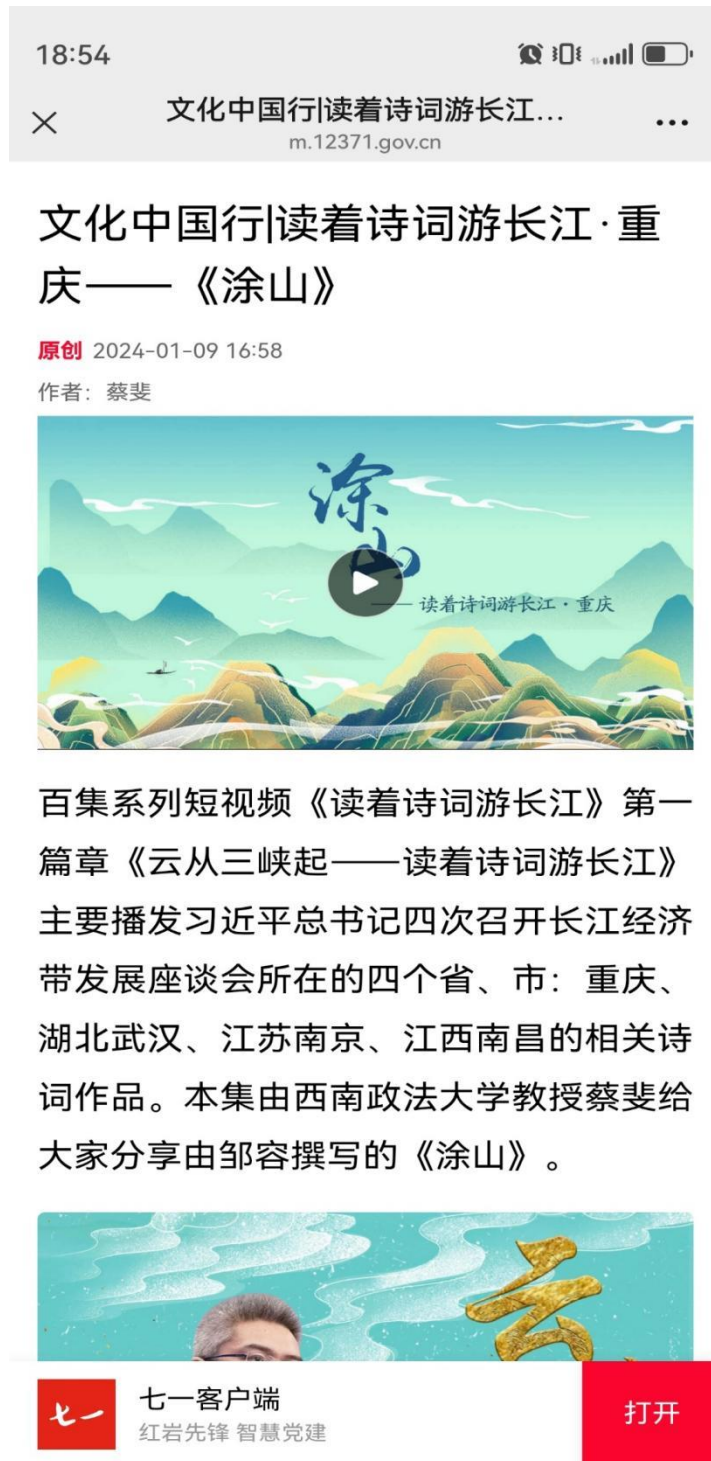 18:54
文化中国行|读着诗词游长江...
m.12371.gov.cn
文化中国行|读着诗词游长江·重
庆——《涂山》
原创 2024-01-09 16:58
作者：蔡斐
涂山
—— 读着诗词游长江·重庆
百集系列短视频《读着诗词游长江》第一
篇章《云从三峡起——读着诗词游长江》
主要播发习近平总书记四次召开长江经济
带发展座谈会所在的四个省、市：重庆、
湖北武汉、江苏南京、江西南昌的相关诗
词作品。本集由西南政法大学教授蔡斐给
大家分享由邹容撰写的《涂山》。
云
七一
七一客户端
红岩先锋 智慧党建
打开